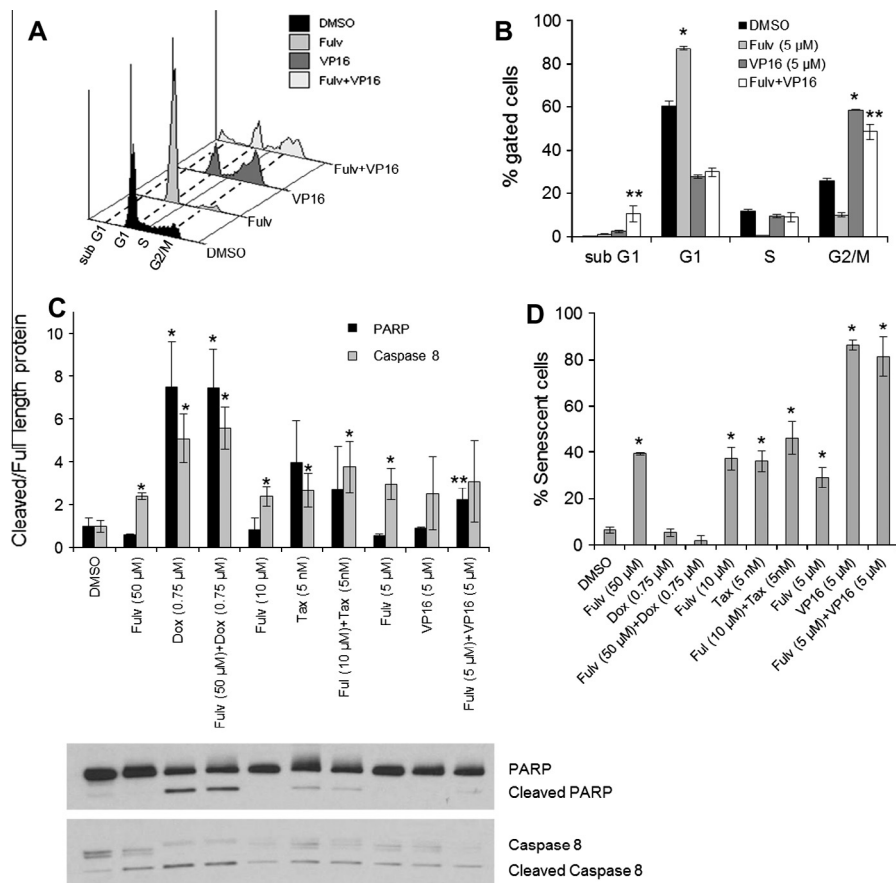 A
DMSO
Fulv
VP16
Fulv+VP16
sub G1
G1
S
G2/M
DMSO
Fulv
VP16
Fulv+VP16
B
DMSO
Fulv (5 µM)
VP16 (5 µM)
Fulv+VP16
% gated cells
100
80
60
40
20
0
**
*
*
**
sub G1
G1
S
G2/M
C
PARP
Caspase 8
Cleaved/Full length protein
10
8
6
4
2
0
*
*
*
*
*
*
*
*
*
**
DMSO
Fulv (50 µM)
Dox (0.75 µM)
Fulv (50 µM)+Dox (0.75 µM)
Fulv (10 µM)
Tax (5 nM)
Ful (10 µM)+Tax (5nM)
Fulv (5 µM)
VP16 (5 µM)
Fulv (5 µM)+VP16 (5 µM)
PARP
Cleaved PARP
Caspase 8
Cleaved Caspase 8
D
% Senescent cells
100
80
60
40
20
0
*
*
*
*
*
*
*
DMSO
Fulv (50 µM)
Dox (0.75 µM)
Fulv (50 µM)+Dox (0.75 µM)
Fulv (10 µM)
Tax (5 nM)
Ful (10 µM)+Tax (5nM)
Fulv (5 µM)
VP16 (5 µM)
Fulv (5 µM)+VP16 (5 µM)